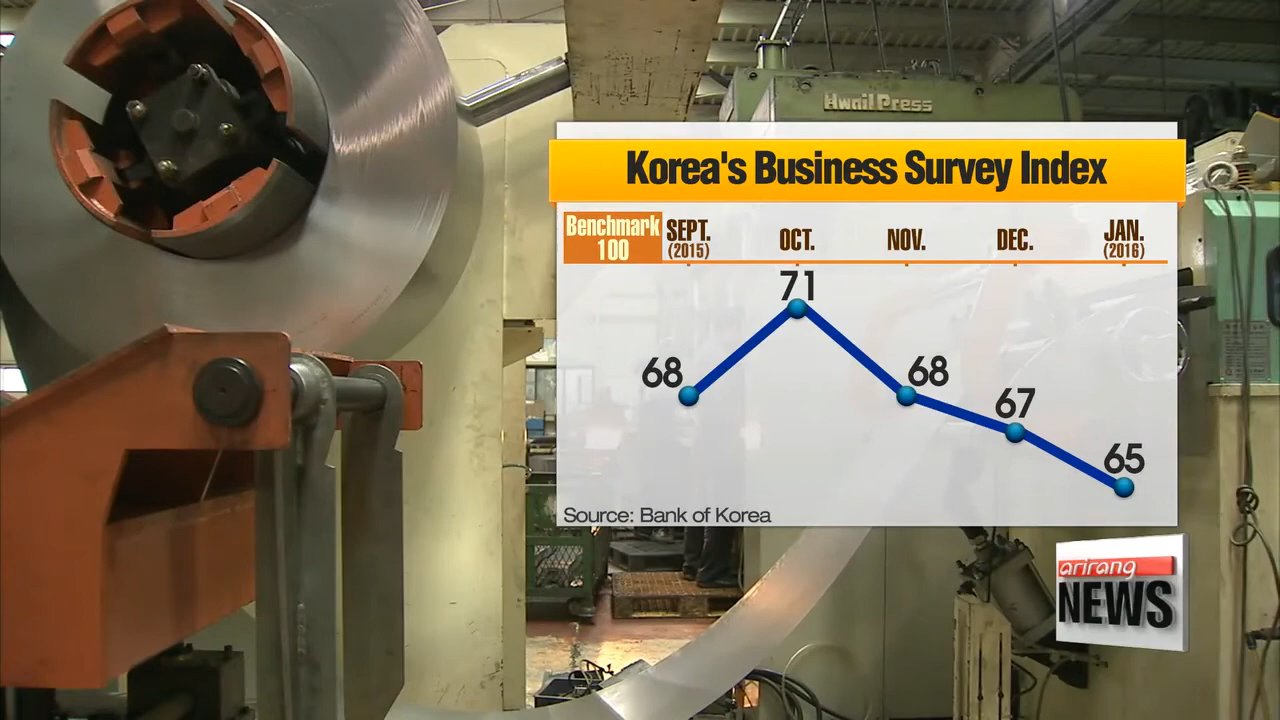 Hwail Press
Korea's Business Survey Index
Benchmark
100
SEPT.
(2015)
OCT.
NOV.
DEC.
JAN.
(2016)
71
68
68
67
65
Source: Bank of Korea
arirang
NEWS